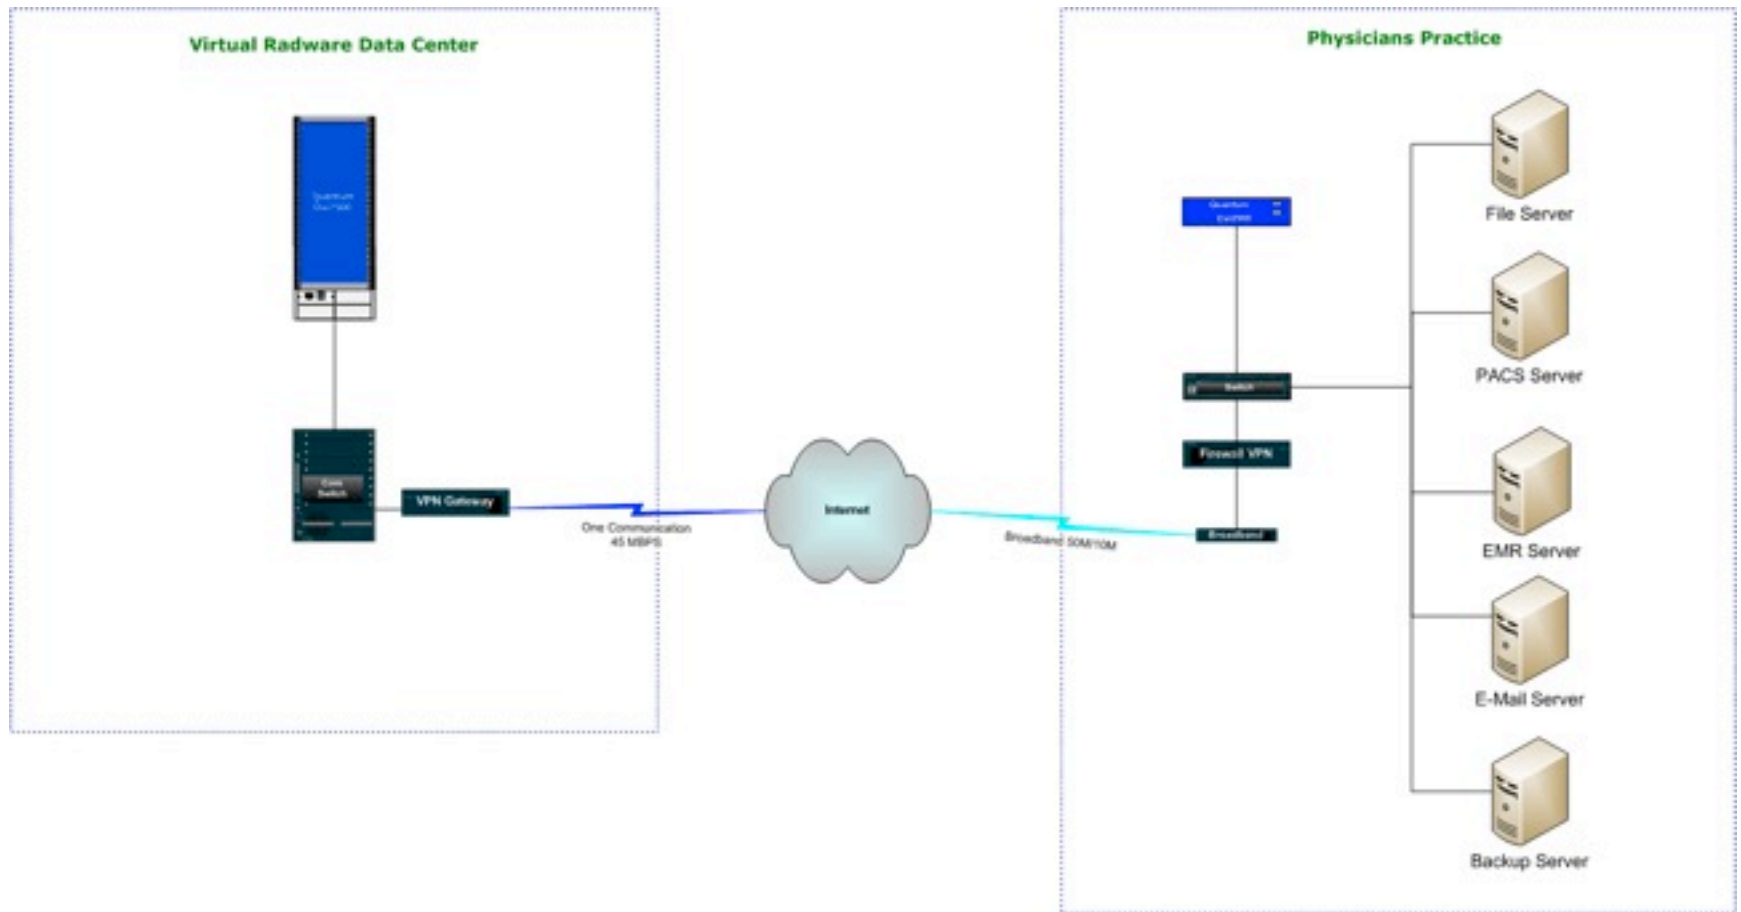 Virtual Radware Data Center
Quantum
Core
Switch
VPN Gateway
One Communication
45 MBPS
Internet
Broadband 50M/10M
Physicians Practice
Quantum
Switch
Firewall VPN
Broadband
File Server
PACS Server
EMR Server
E-Mail Server
Backup Server